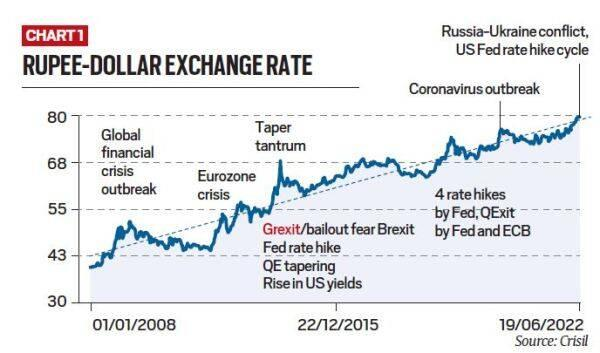 CHART 1
RUPEE-DOLLAR EXCHANGE RATE
Russia-Ukraine conflict,
US Fed rate hike cycle
Coronavirus outbreak
80
68
55
43
30
Global
financial
crisis
outbreak
Eurozone
crisis
Taper
tantrum
Grexit/bailout fear Brexit
Fed rate hike
QE tapering
Rise in US yields
4 rate hikes
by Fed, QExit
by Fed and ECB
01/01/2008
22/12/2015
19/06/2022
Source: Crisil